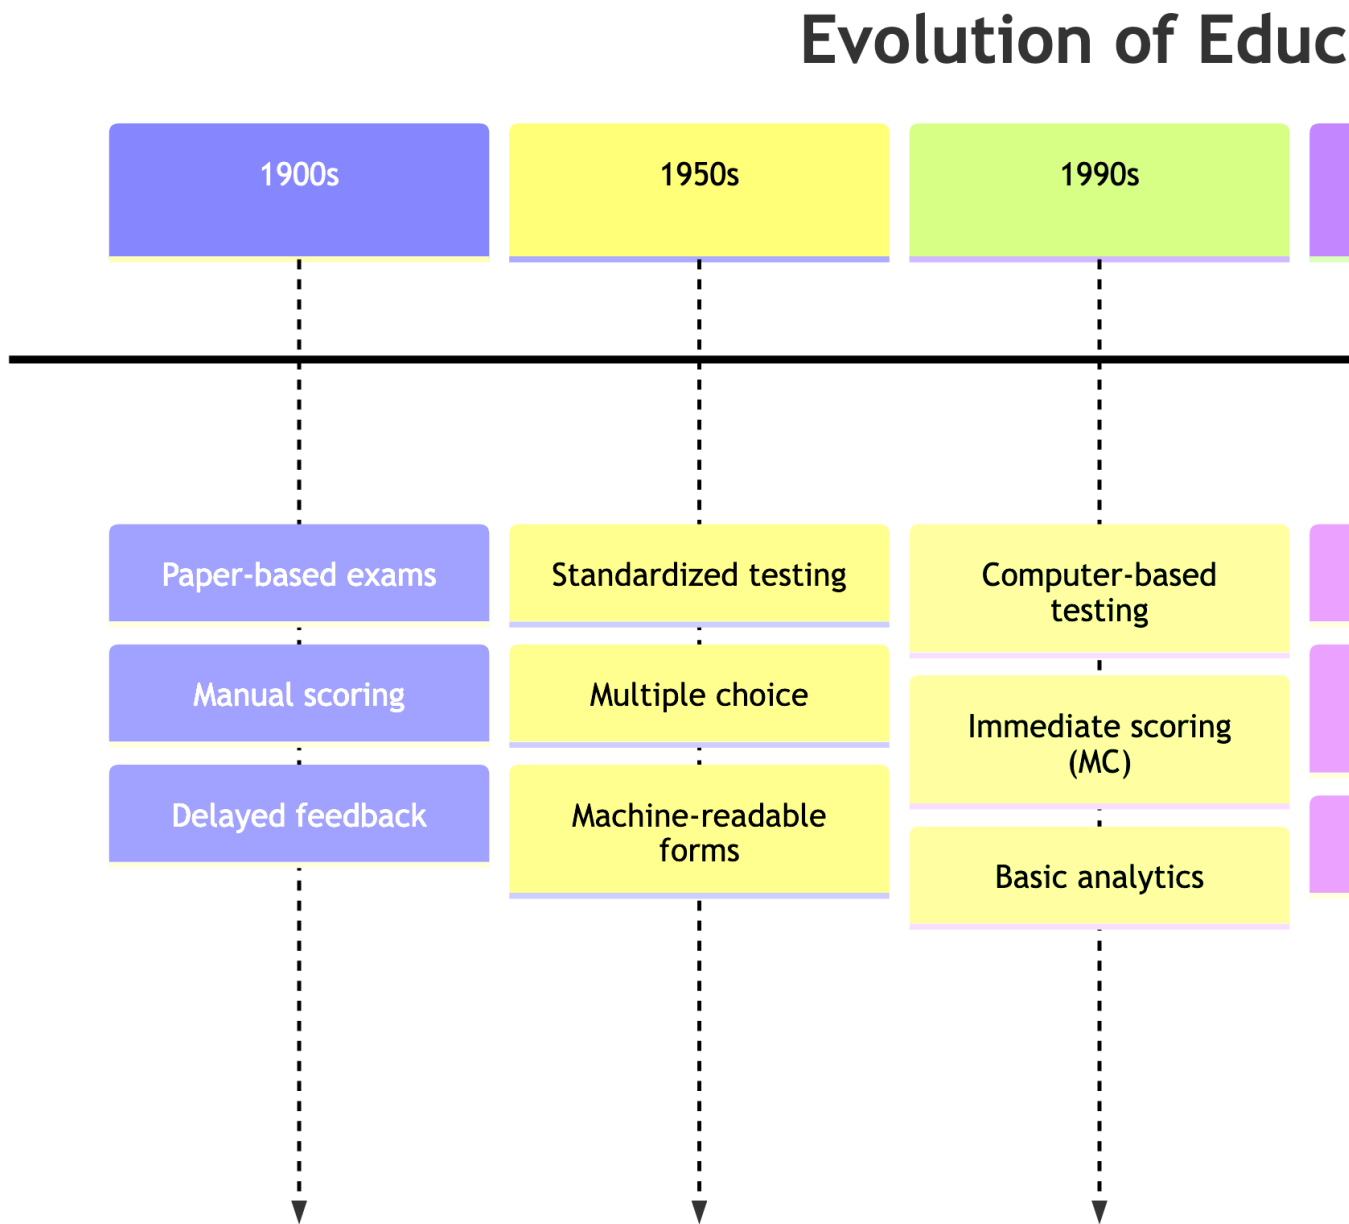 Evolution of Educ
1900s
1950s
1990s
Paper-based exams
Manual scoring
Delayed feedback
Standardized testing
Multiple choice
Machine-readable
forms
Computer-based
testing
Immediate scoring
(MC)
Basic analytics